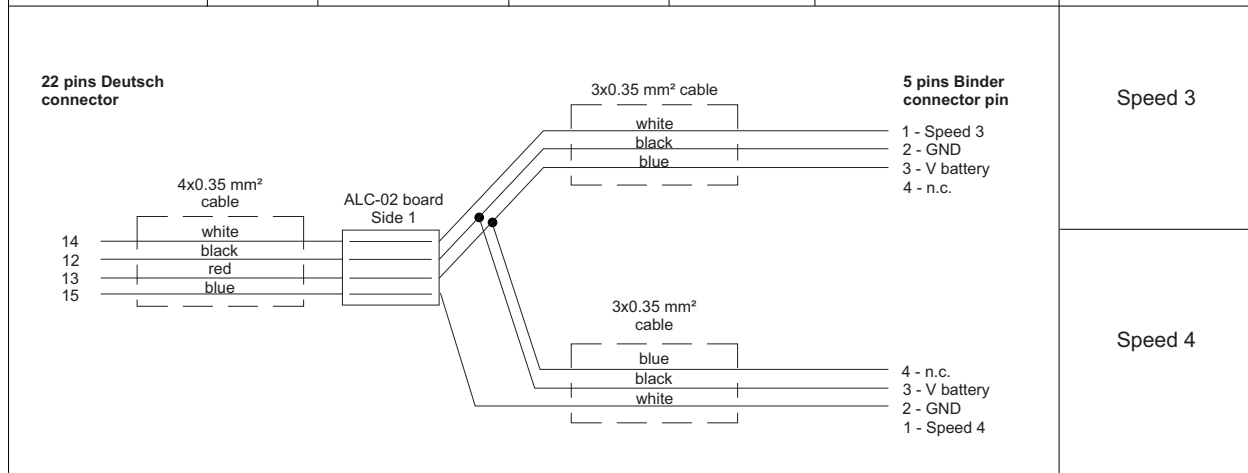 22 pins Deutsch
connector
4x0.35 mm²
cable
14
12
13
15
white
black
red
blue
ALC-02 board
Side 1
3x0.35 mm² cable
white
black
blue
5 pins Binder
connector pin
1 - Speed 3
2 - GND
3 - V battery
4 - n.c.
3x0.35 mm²
cable
blue
black
white
4 - n.c.
3 - V battery
2 - GND
1 - Speed 4
Speed 3
Speed 4